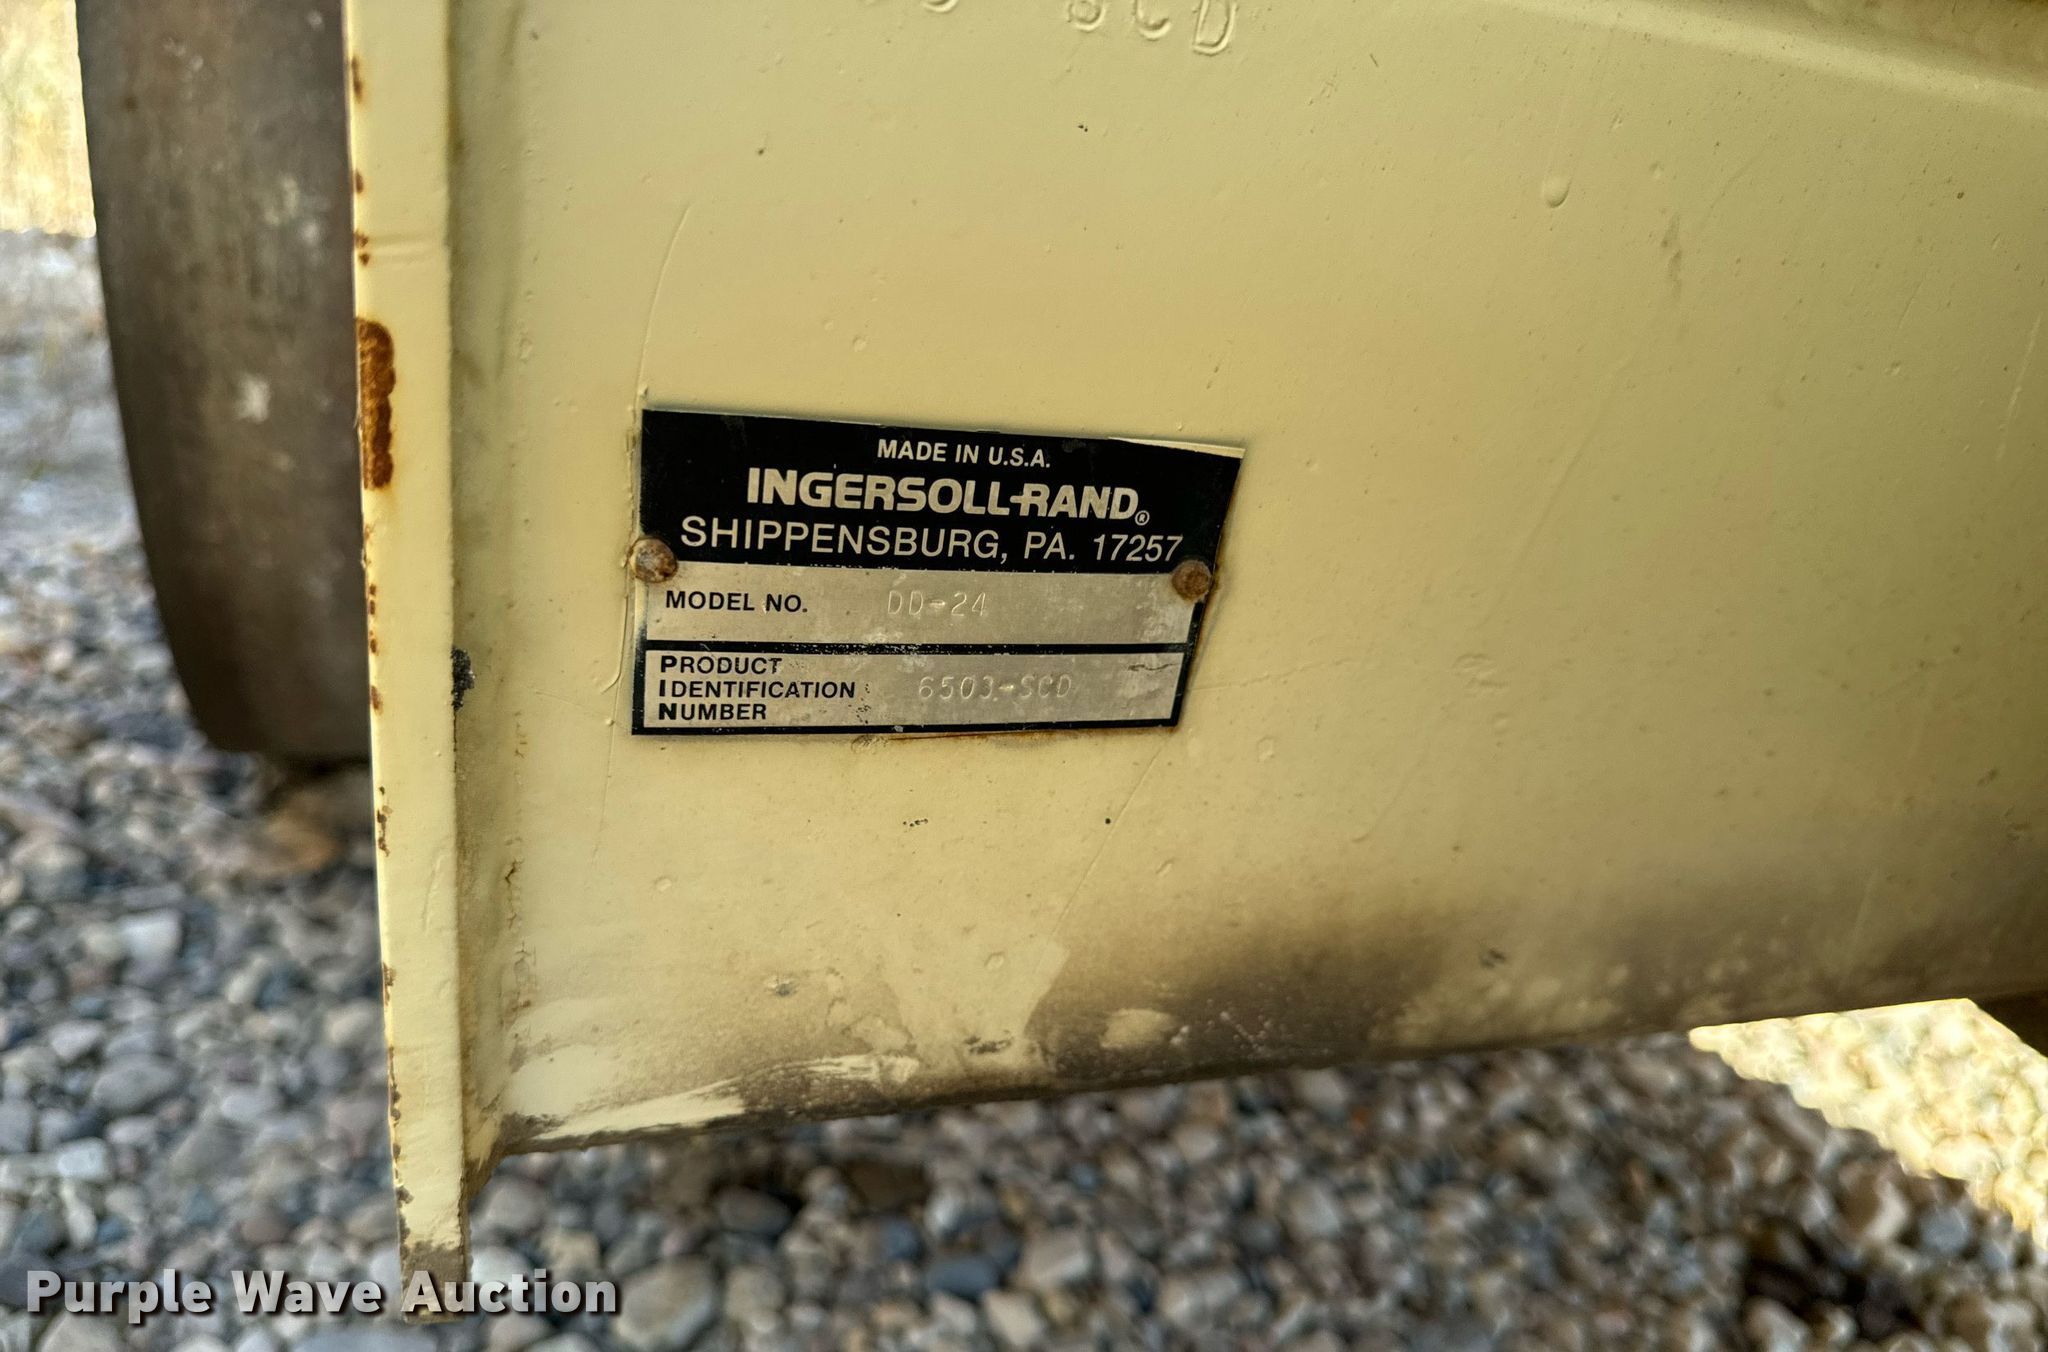 SCD
MADE IN U.S.A.
INGERSOLL-RAND®
SHIPPENSBURG, PA. 17257
MODEL NO. DD-24
PRODUCT
IDENTIFICATION 6503-SCD
NUMBER
Purple Wave Auction